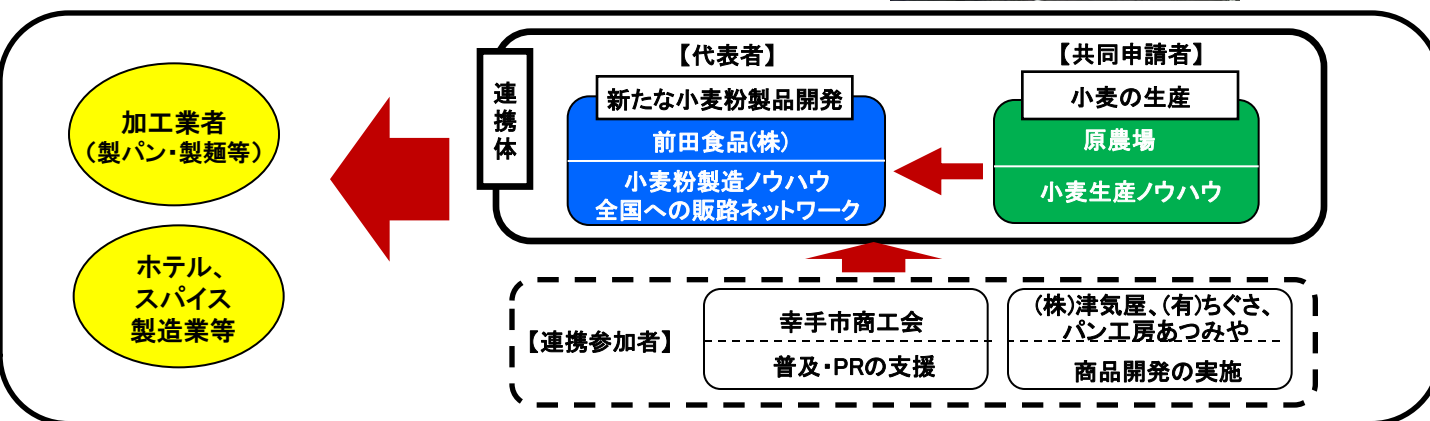 加工業者
（製パン・製麺等）
ホテル、
スパイス
製造業等
連携体
【代表者】
新たな小麦粉製品開発
前田食品(株)
小麦粉製造ノウハウ
全国への販路ネットワーク
【共同申請者】
小麦の生産
原農場
小麦生産ノウハウ
【連携参加者】
幸手市商工会
普及・PRの支援
(株)津気屋、(有)ちぐさ、
パン工房あつみや
商品開発の実施